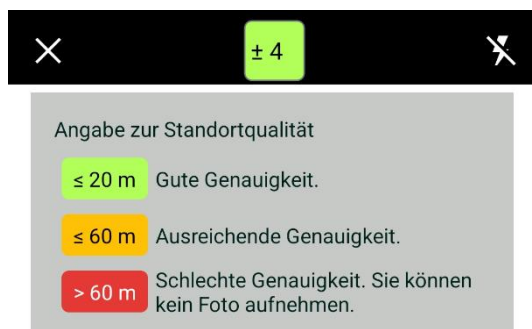 ± 4
Angabe zur Standortqualität
≤ 20 m Gute Genauigkeit.
≤ 60 m Ausreichende Genauigkeit.
> 60 m Schlechte Genauigkeit. Sie können
kein Foto aufnehmen.